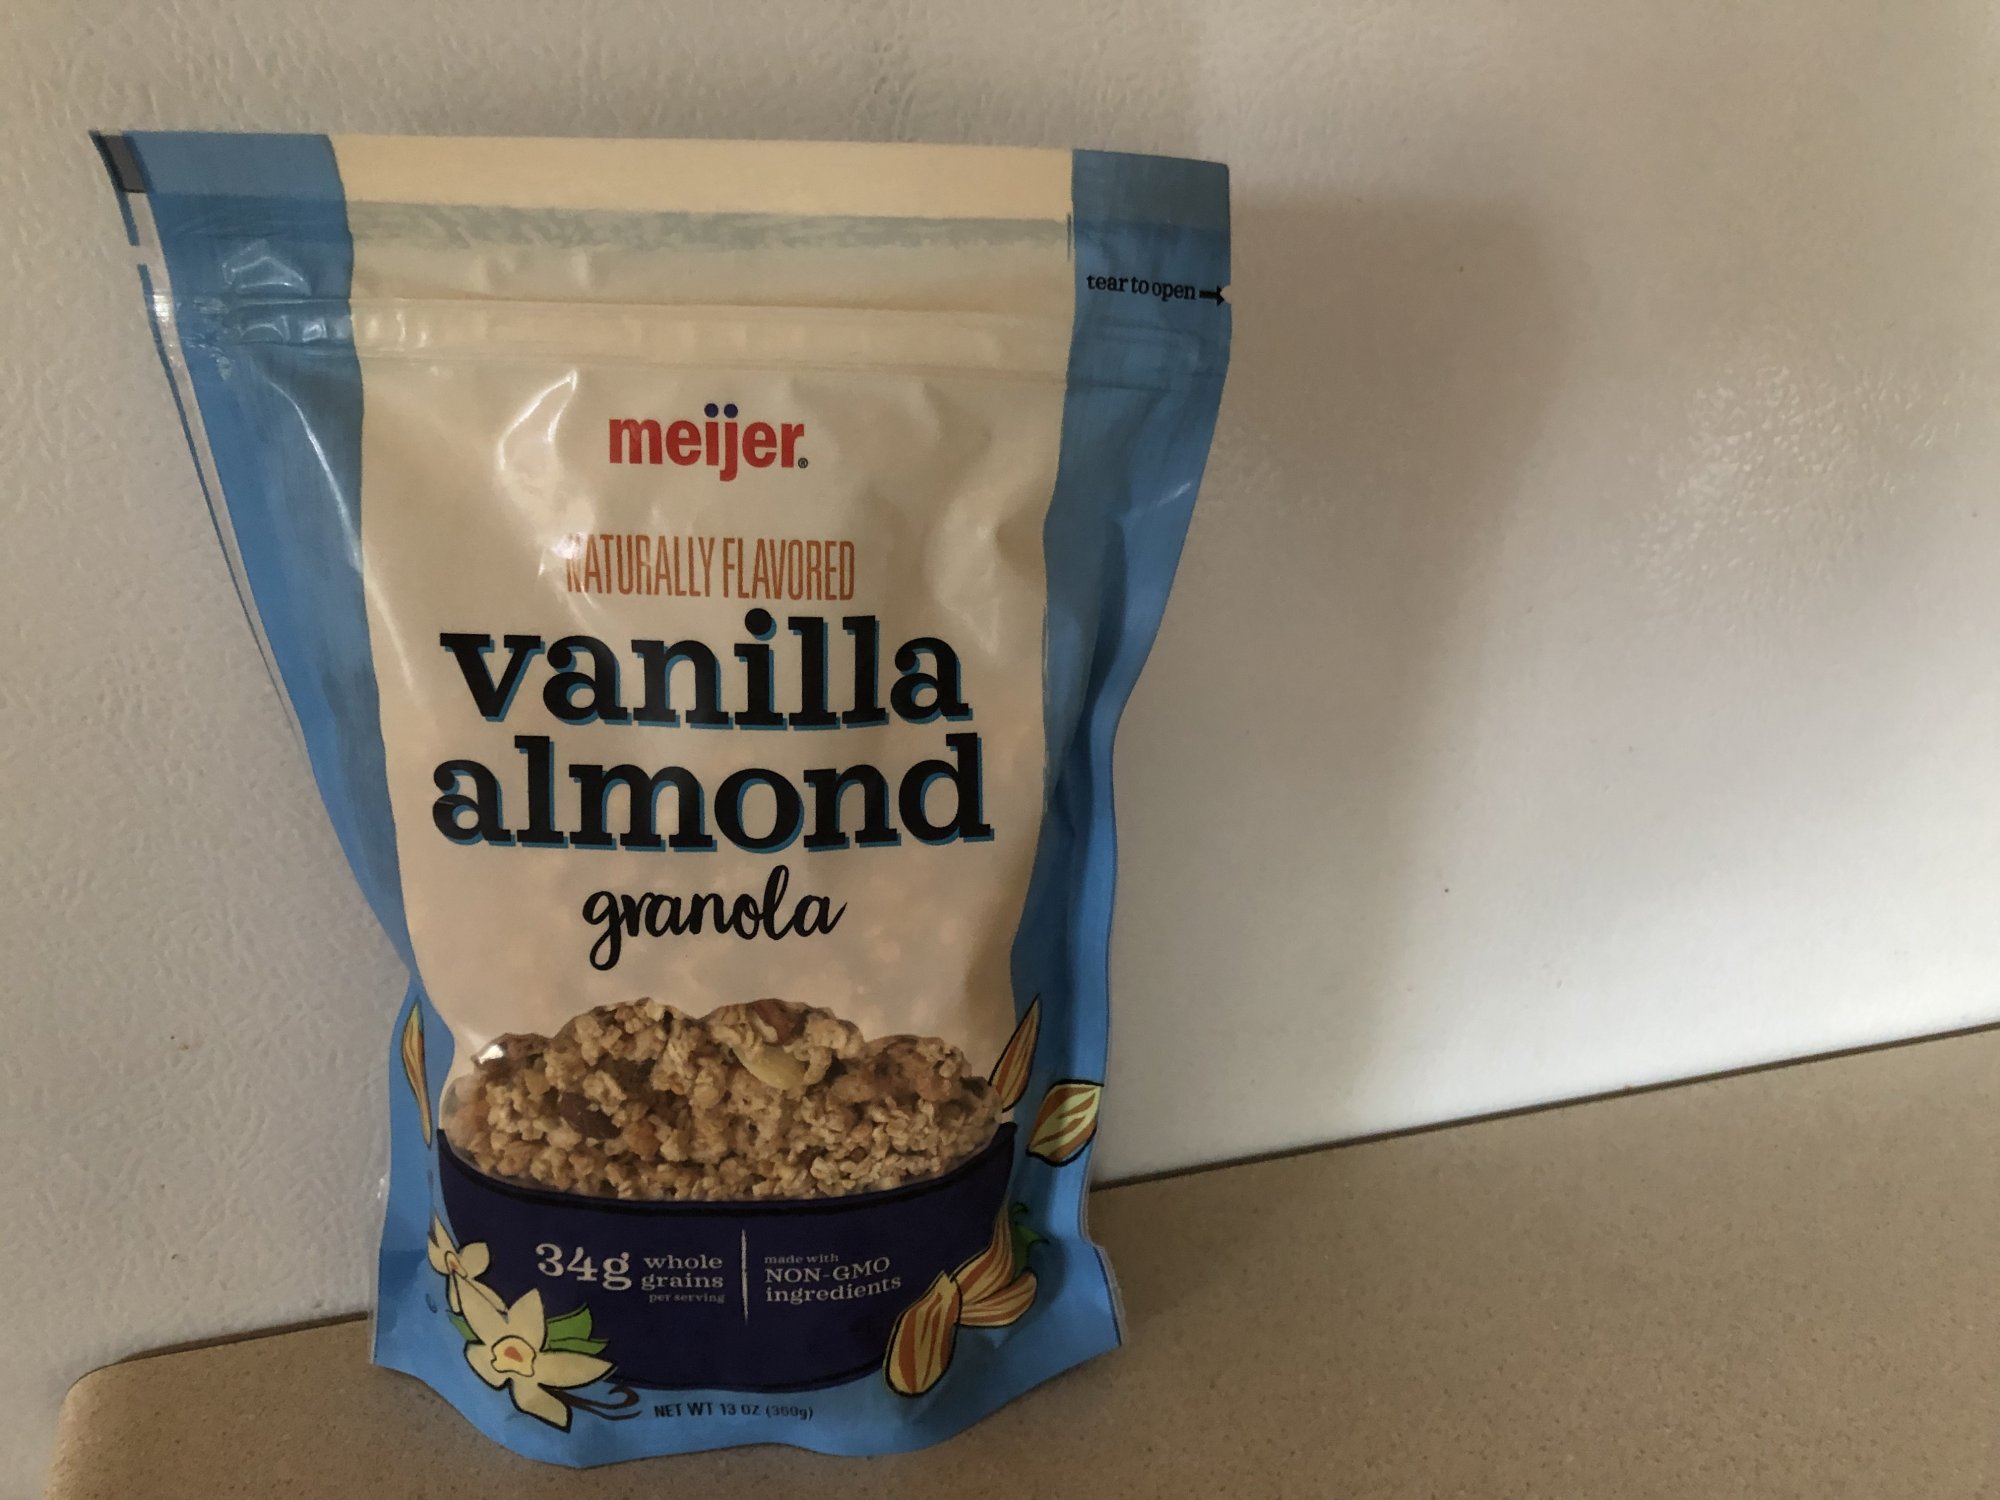 tear to open
meijer®
NATURALLY FLAVORED
vanilla
almond
granola
34g whole grains per serving
made with
NON-GMO
ingredients
NET WT 13 OZ (369g)